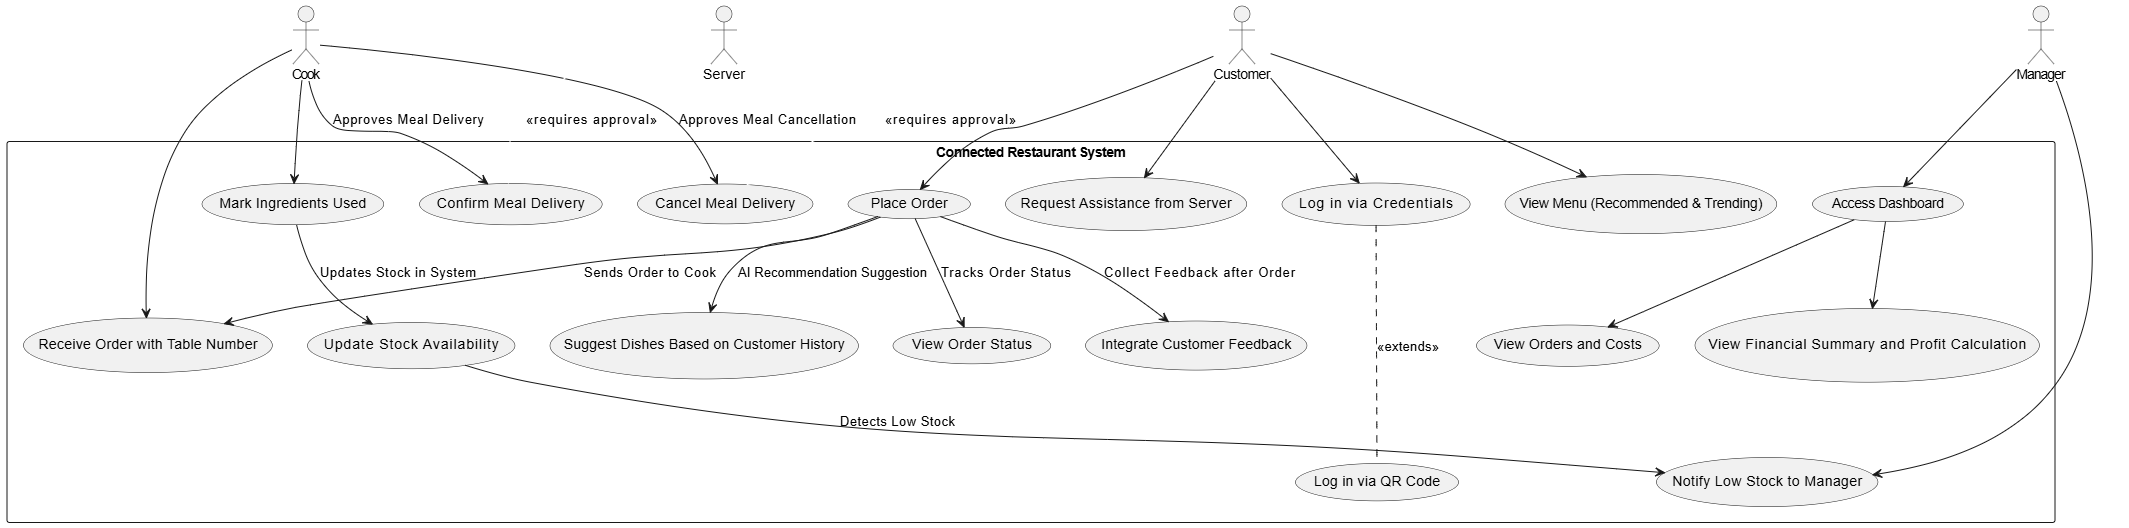 Cook
Server
Customer
Manager
Approves Meal Delivery
«requires approval»
Approves Meal Cancellation
«requires approval»
Connected Restaurant System
Mark Ingredients Used
Confirm Meal Delivery
Cancel Meal Delivery
Place Order
Request Assistance from Server
Log in via Credentials
View Menu (Recommended & Trending)
Access Dashboard
Updates Stock in System
Sends Order to Cook
AI Recommendation Suggestion
Tracks Order Status
Collect Feedback after Order
Receive Order with Table Number
Update Stock Availability
Suggest Dishes Based on Customer History
View Order Status
Integrate Customer Feedback
«extends»
View Orders and Costs
View Financial Summary and Profit Calculation
Detects Low Stock
Log in via QR Code
Notify Low Stock to Manager